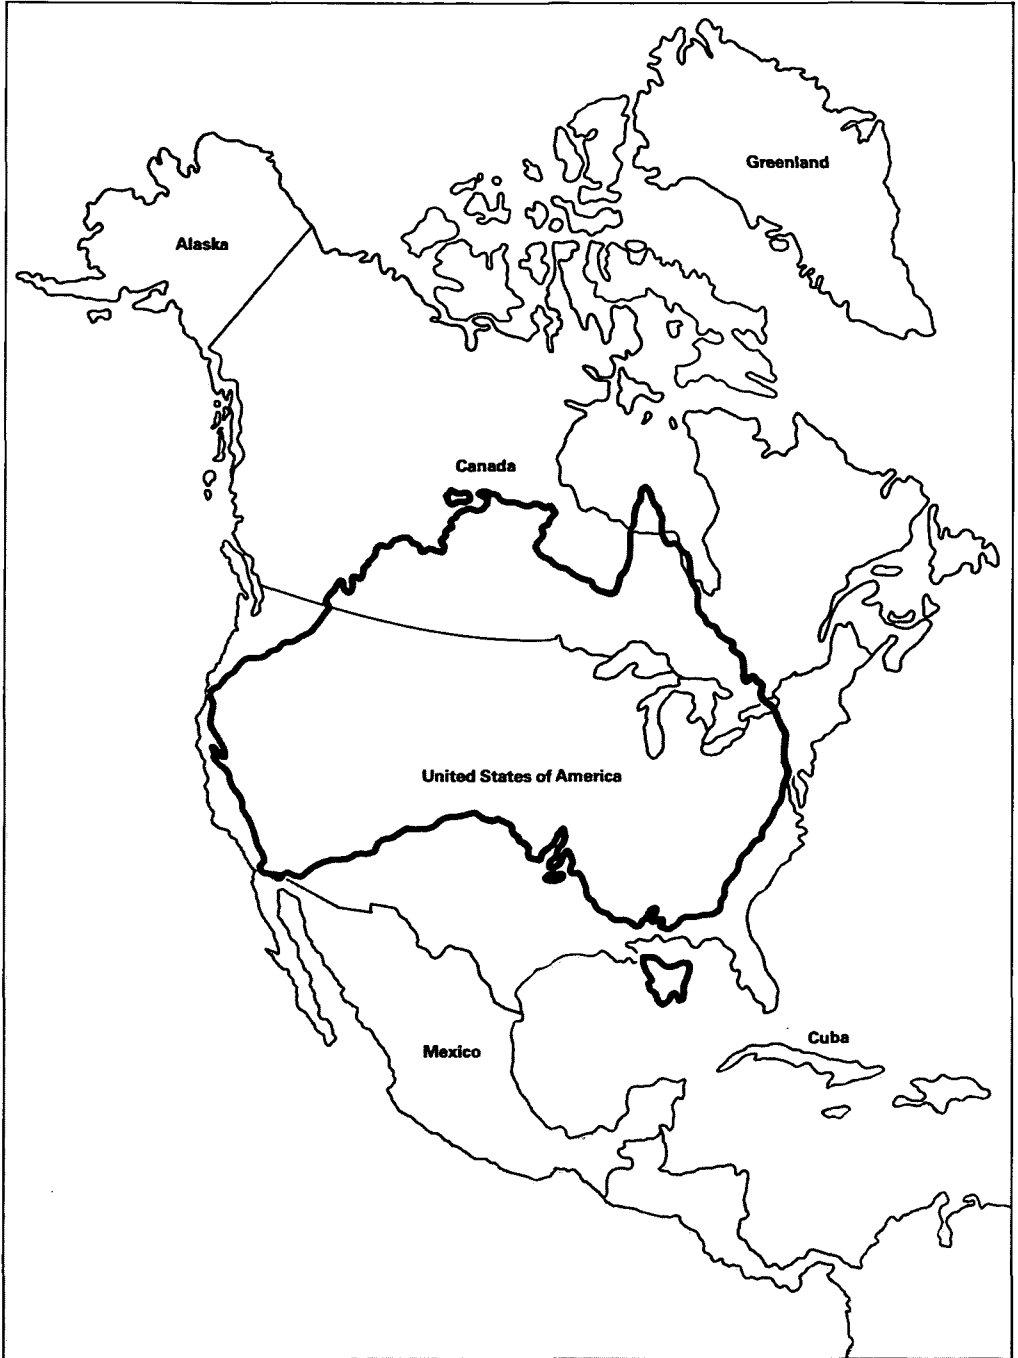 Greenland
Alaska
Canada
United States of America
Cuba
Mexico